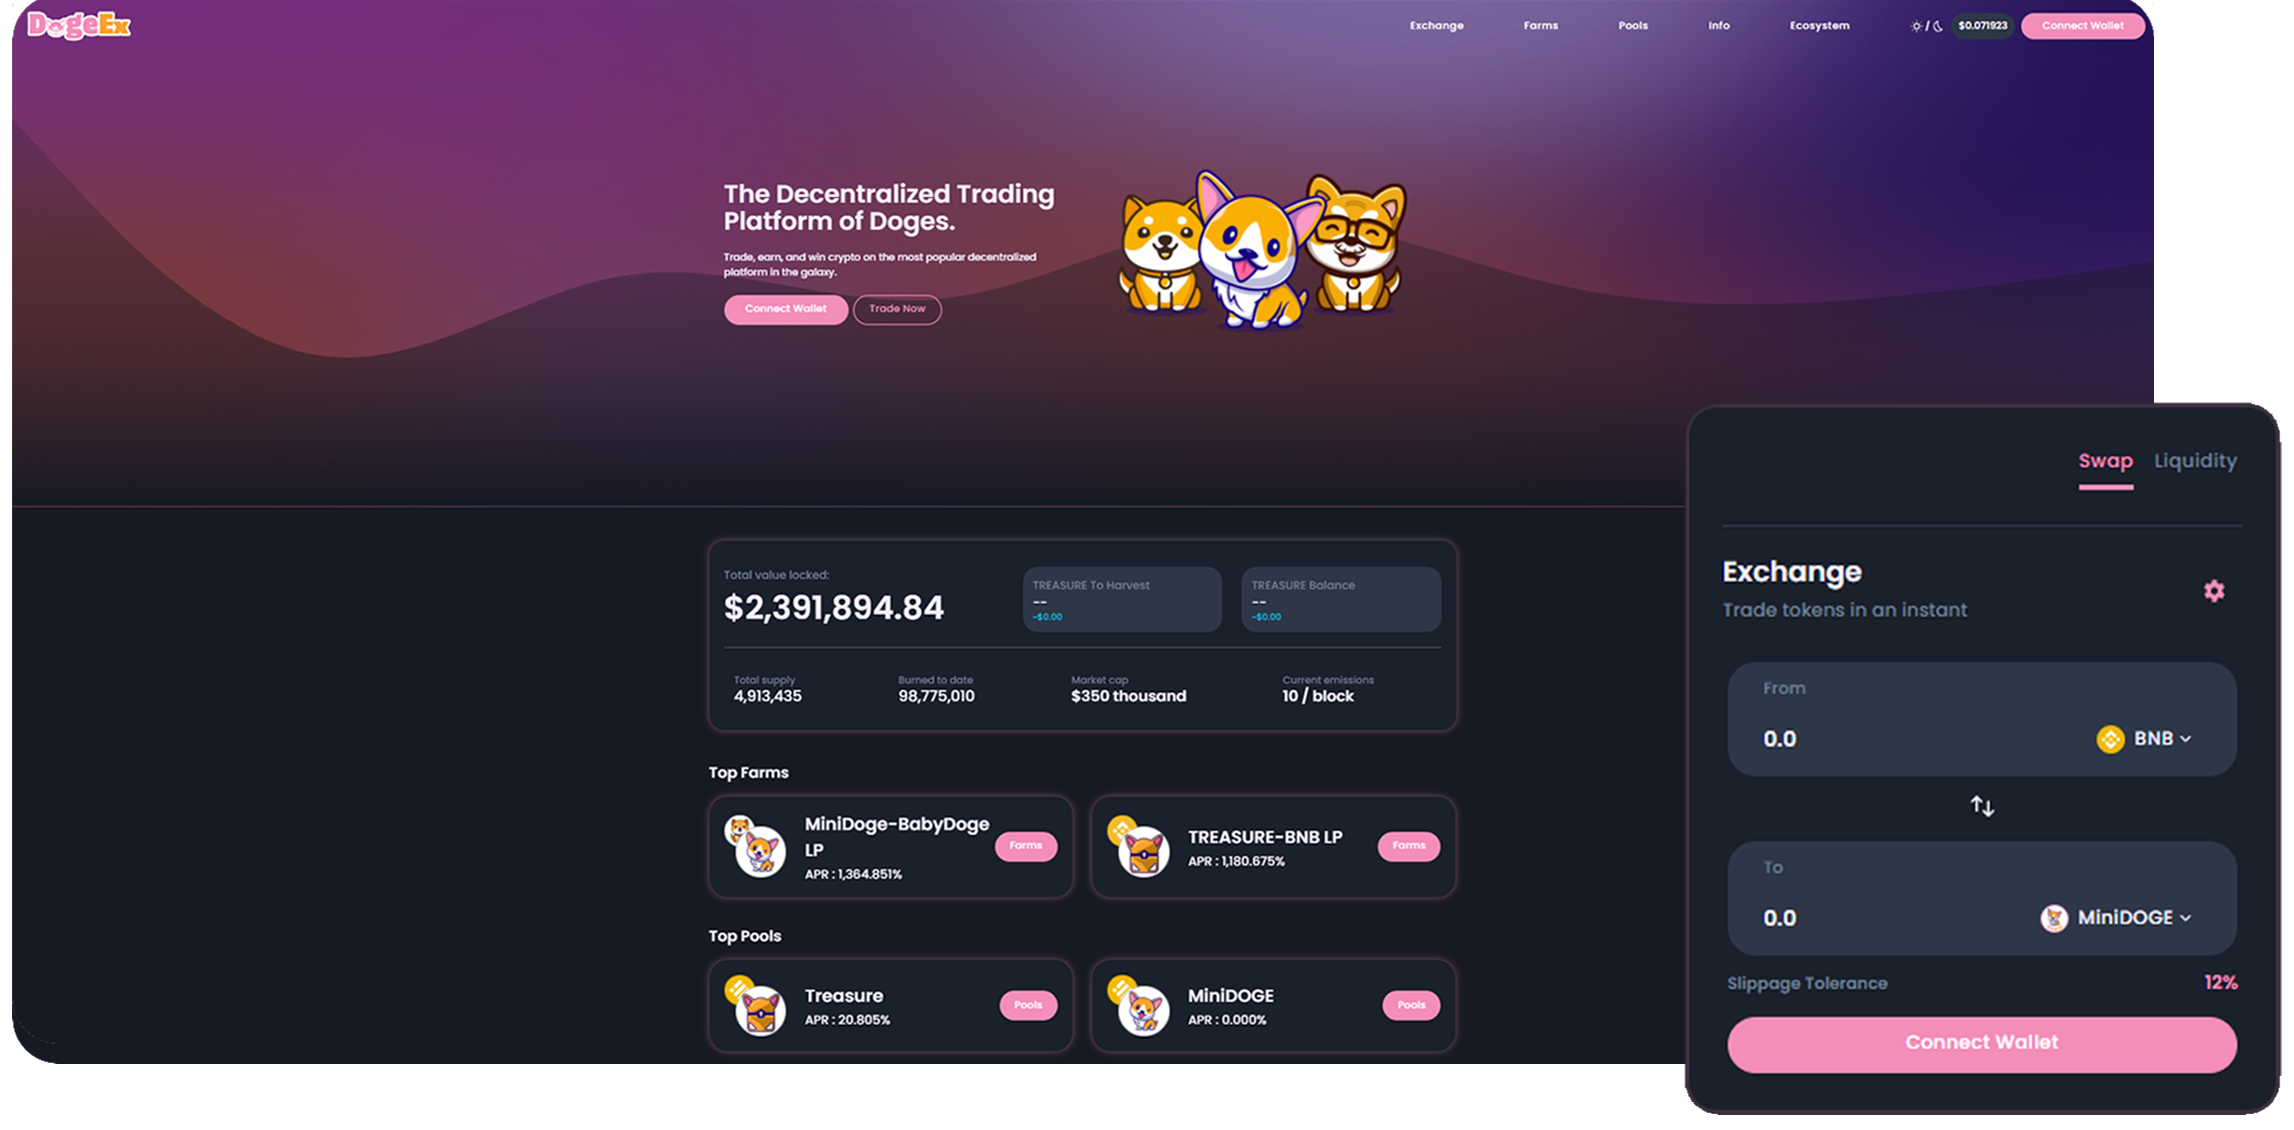 DogeEx
Exchange
Farms
Pools
Info
Ecosystem
/
$0.071923
Connect Wallet
The Decentralized Trading
Platform of Doges.
Trade, earn, and win crypto on the most popular decentralized
platform in the galaxy.
Connect Wallet
Trade Now
Total value locked:
$2,391,894.84
TREASURE To Harvest
--
~$0.00
TREASURE Balance
--
~$0.00
Total supply
4,913,435
Burned to date
98,775,010
Market cap
$350 thousand
Current emissions
10 / block
Top Farms
MiniDoge-BabyDoge
LP
APR : 1,364.851%
Farms
TREASURE-BNB LP
APR : 1,180.675%
Farms
Top Pools
Treasure
APR : 20.805%
Pools
MiniDOGE
APR : 0.000%
Pools
Swap
Liquidity
Exchange
Trade tokens in an instant
From
0.0
BNB
To
0.0
MiniDOGE
Slippage Tolerance
12%
Connect Wallet